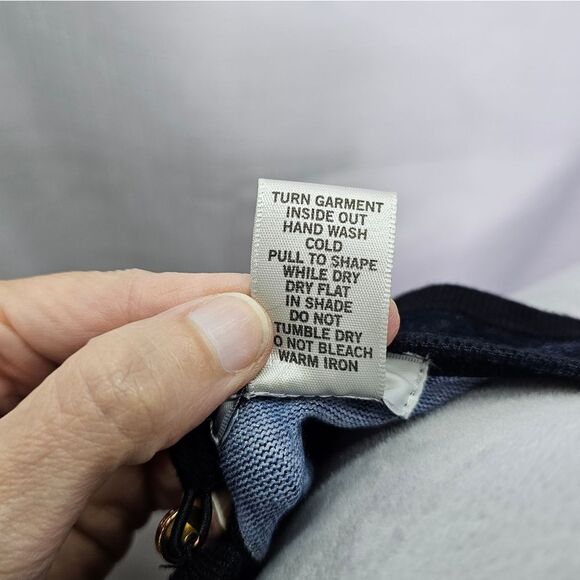 TURN GARMENT
INSIDE OUT
HAND WASH
COLD
PULL TO SHAPE
WHILE DRY
DRY FLAT
IN SHADE
DO NOT
TUMBLE DRY
DO NOT BLEACH
WARM IRON